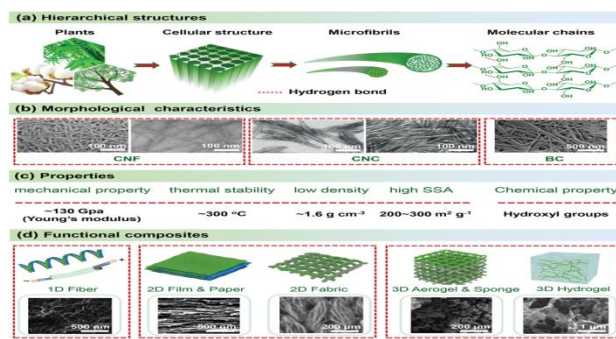 (a) Hierarchical structures
Plants Cellular structure Microfibrils Molecular chains
Hydrogen bond
(b) Morphological characteristics
100 nm 100 nm 100 nm 100 nm 500 nm
CNF CNC BC
(c) Properties
mechanical property thermal stability low density high SSA Chemical property
~130 Gpa ~300 ºC ~1.6 g cm⁻³ 200~300 m² g⁻¹ Hydroxyl groups
(Young's modulus)
(d) Functional composites
1D Fiber 2D Film & Paper 2D Fabric 3D Aerogel & Sponge 3D Hydrogel
500 nm 500 nm 200 μm 200 μm 1 μm